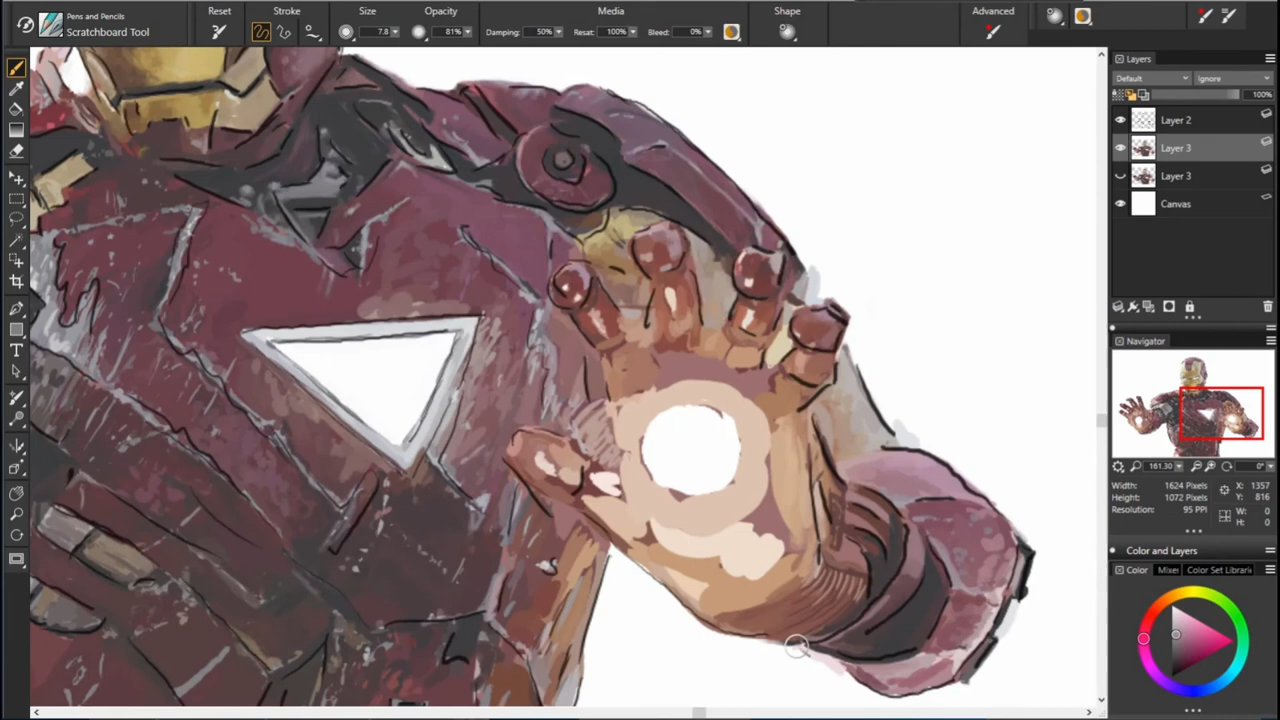 Pens and Pencils
Scratchboard Tool
Reset
Stroke
Size
7.8
Opacity
81%
Media
Damping: 50%
Resat: 100%
Bleed: 0%
Shape
Advanced
Layers
Default
Ignore
100%
Layer 2
Layer 3
Layer 3
Canvas
Navigator
161.30
0°
Width: 1624 Pixels
Height: 1072 Pixels
Resolution: 95 PPI
X: 1357
Y: 816
W: 0
H: 0
Color and Layers
Color
Mixer
Color Set Librari